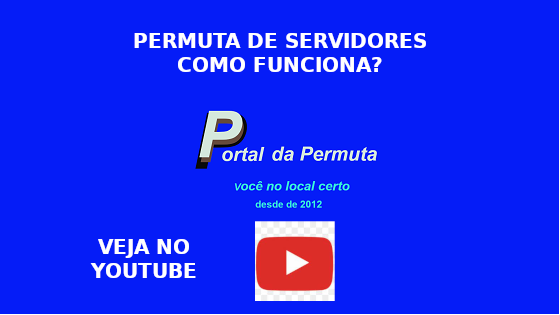 PERMUTA DE SERVIDORES
COMO FUNCIONA?
Portal da Permuta
você no local certo
desde de 2012
VEJA NO
YOUTUBE